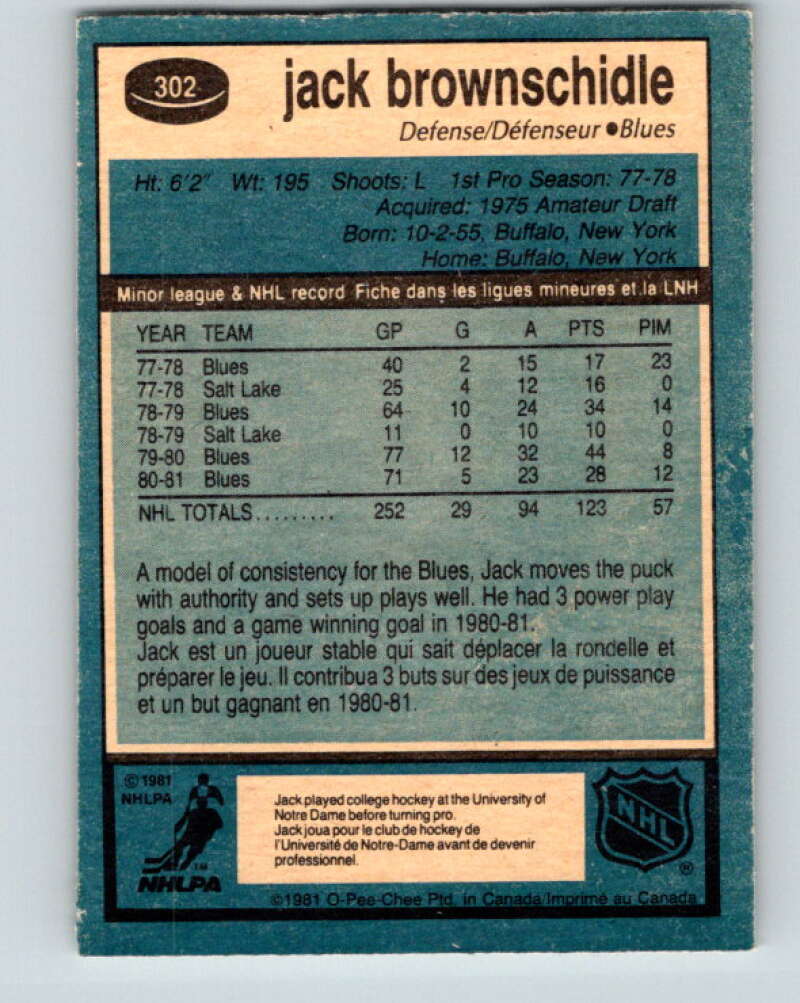 302
jack brownschidle
Defense/Défenseur ● Blues
Ht: 6'2" Wt: 195 Shoots: L 1st Pro Season: 77-78
Acquired: 1975 Amateur Draft
Born: 10-2-55, Buffalo, New York
Home: Buffalo, New York
Minor league & NHL record Fiche dans les ligues mineures et la LNH
YEAR TEAM GP G A PTS PIM
77-78 Blues 40 2 15 17 23
77-78 Salt Lake 25 4 12 16 0
78-79 Blues 64 10 24 34 14
78-79 Salt Lake 11 0 10 10 0
79-80 Blues 77 12 32 44 8
80-81 Blues 71 5 23 28 12
NHL TOTALS......... 252 29 94 123 57
A model of consistency for the Blues, Jack moves the puck
with authority and sets up plays well. He had 3 power play
goals and a game winning goal in 1980-81.
Jack est un joueur stable qui sait déplacer la rondelle et
préparer le jeu. Il contribua 3 buts sur des jeux de puissance
et un but gagnant en 1980-81.
© 1981
NHLPA
TM
NHLPA
Jack played college hockey at the University of
Notre Dame before turning pro.
Jack joua pour le club de hockey de
l'Université de Notre-Dame avant de devenir
professionnel.
NHL
®
©1981 O-Pee-Chee Ptd. in Canada/Imprimé au Canada